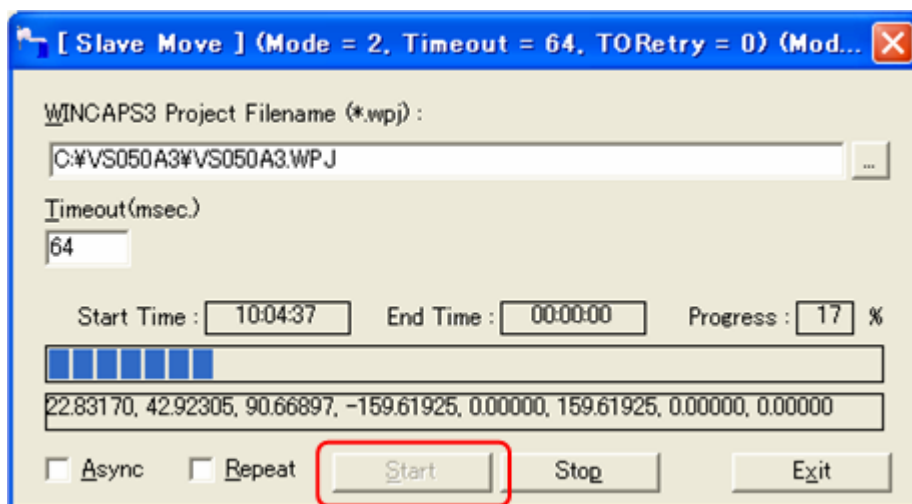 [ Slave Move ] (Mode = 2, Timeout = 64, TORetry = 0) (Mod...
WINCAPS3 Project Filename (*.wpj) :
C:¥VS050A3¥VS050A3.WPJ ...
Timeout(msec.)
64
Start Time : 10:04:37 End Time : 00:00:00 Progress : 17 %
22.83170, 42.92305, 90.66897, -159.61925, 0.00000, 159.61925, 0.00000, 0.00000
Async Repeat Start Stop Exit